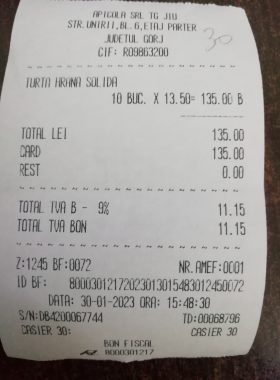 APICOLA SRL TG JIU
STR.UNIRII,BL.6,ETAJ PARTER
JUDETUL GORJ
CIF: RO9863200
30
TURTA HRANA SOLIDA
10 BUC. X 13.50= 135.00 B
TOTAL LEI 135.00
CARD 135.00
REST 0.00
TOTAL TVA B - 9% 11.15
TOTAL TVA BON 11.15
Z:1245 BF:0072 NR.AMEF:0001
ID BF: 80003012172023013015483012450072
DATA: 30-01-2023 ORA: 15:48:30
S/N:DB4200067744 TD:00068796
CASIER 30: CASIER 30
BON FISCAL
8000301217